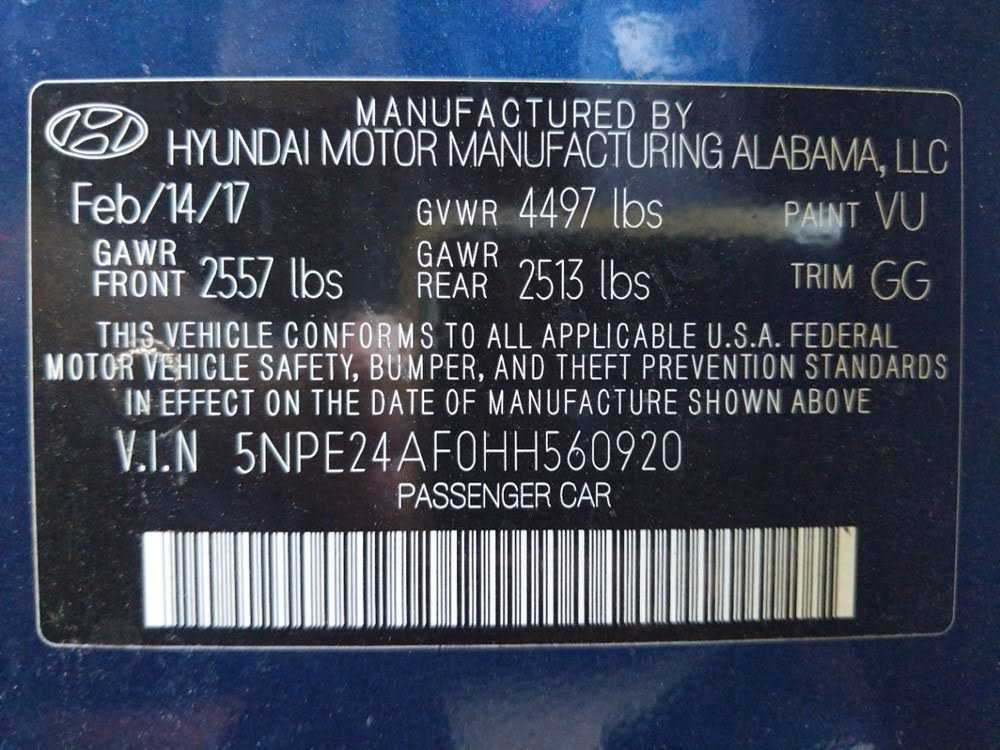 MANUFACTURED BY
HYUNDAI MOTOR MANUFACTURING ALABAMA, LLC
Feb/14/17 GVWR 4497 lbs PAINT VU
GAWR FRONT 2557 lbs GAWR REAR 2513 lbs TRIM GG
THIS VEHICLE CONFORMS TO ALL APPLICABLE U.S.A. FEDERAL
MOTOR VEHICLE SAFETY, BUMPER, AND THEFT PREVENTION STANDARDS
IN EFFECT ON THE DATE OF MANUFACTURE SHOWN ABOVE
V.I.N 5NPE24AF0HH560920
PASSENGER CAR